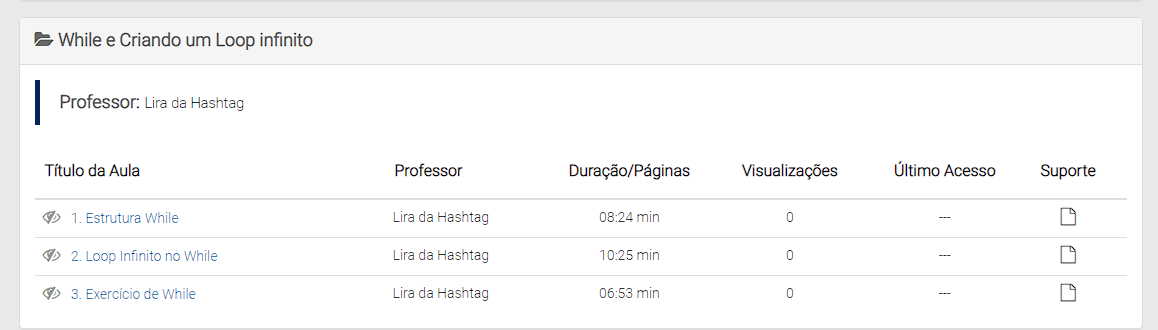 While e Criando um Loop infinito
Professor: Lira da Hashtag
Título da Aula Professor Duração/Páginas Visualizações Último Acesso Suporte
1. Estrutura While Lira da Hashtag 08:24 min 0 ---
2. Loop Infinito no While Lira da Hashtag 10:25 min 0 ---
3. Exercício de While Lira da Hashtag 06:53 min 0 ---